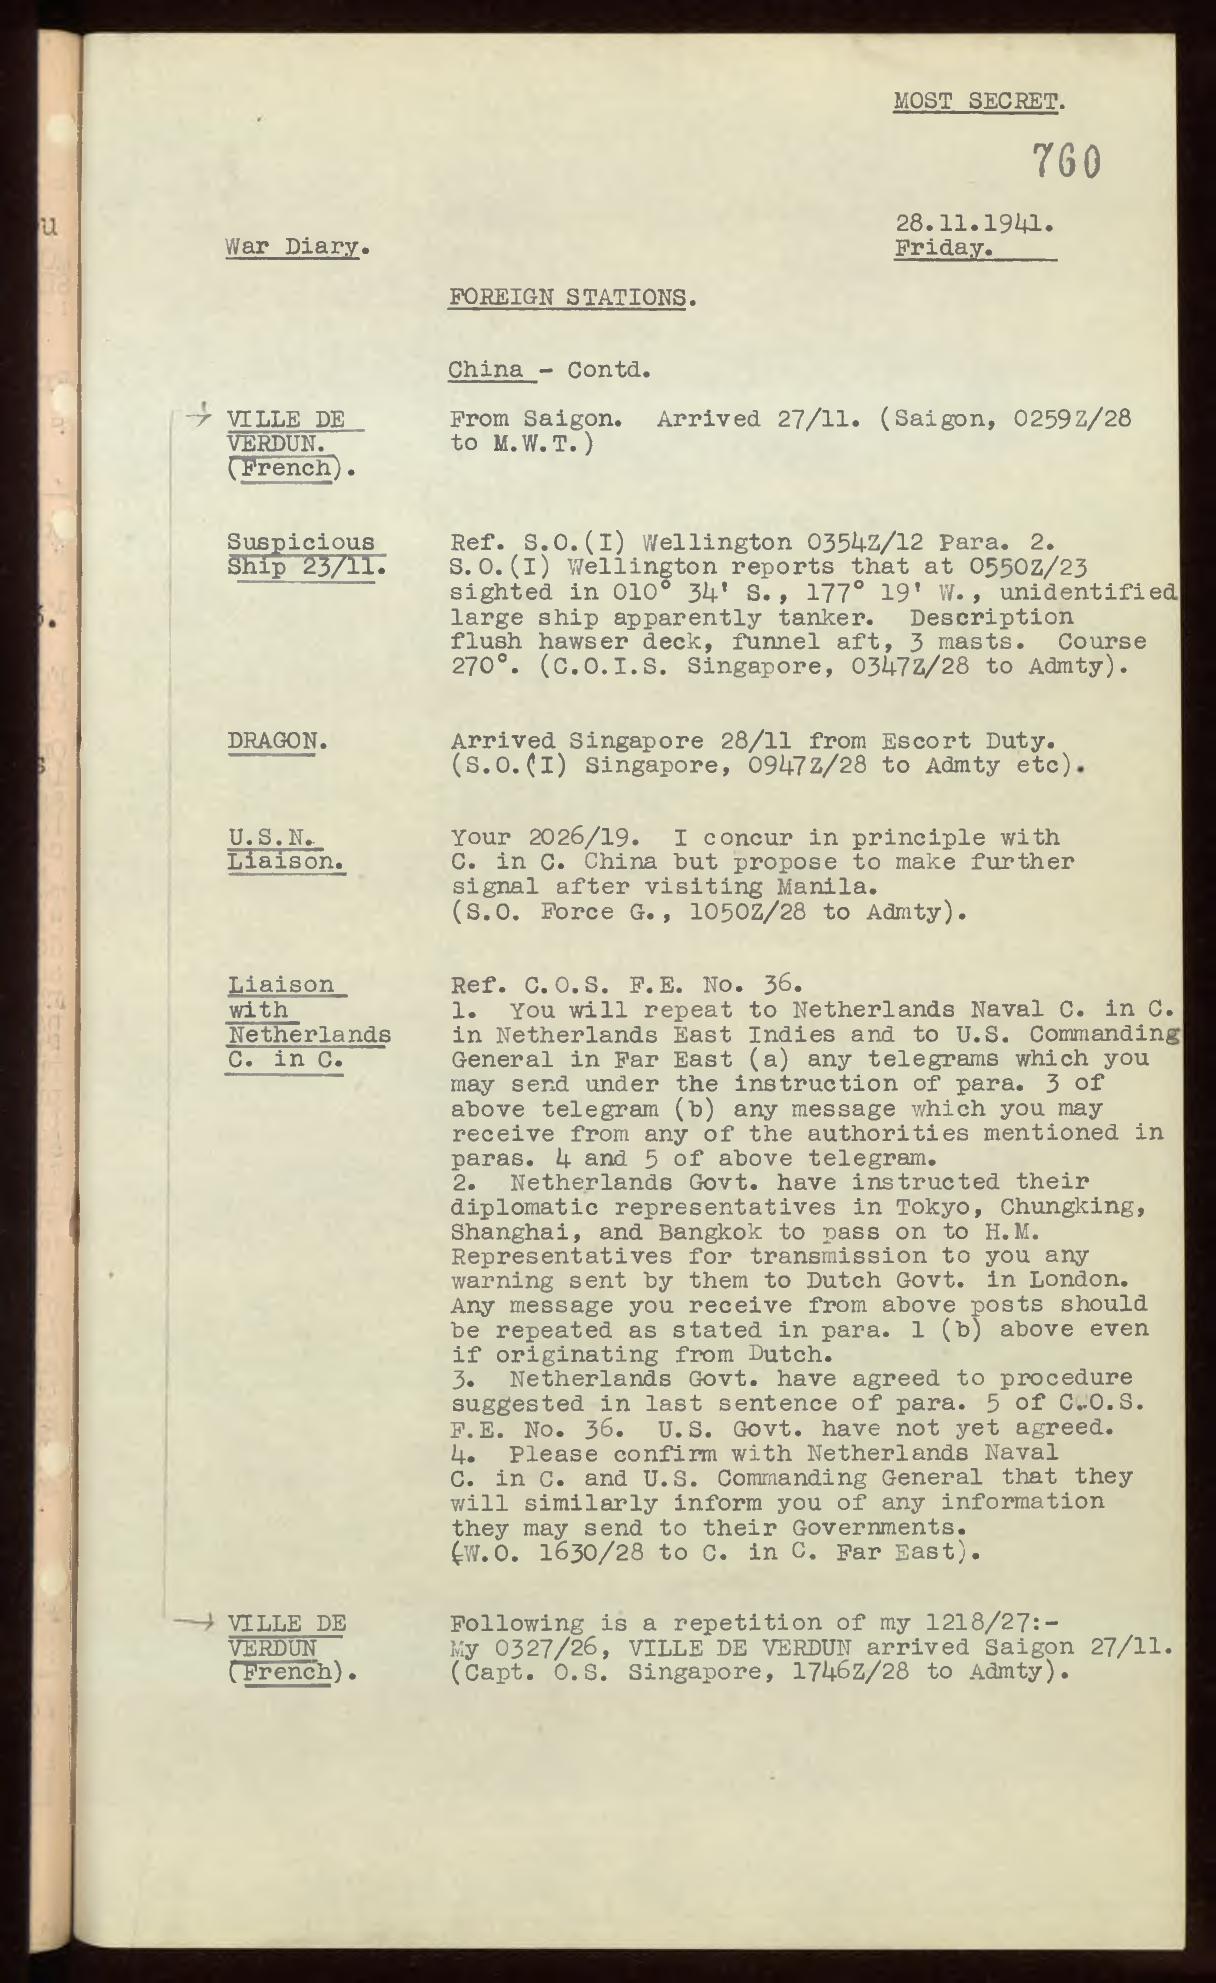 MOST SECRET.
760
28.11.1941.
War Diary.
Friday.
FOREIGN STATIONS.
China - Contd.
VILLE DE
VERDUN.
(French).
From Saigon. Arrived 27/11. (Saigon, 0259Z/28
to M.W.T.)
Suspicious
Ship 23/11.
Ref. S.O.(I) Wellington 0354Z/12 Para. 2.
S.O.(I) Wellington reports that at 0550Z/23
sighted in 010° 34' S., 177° 19' W., unidentified
large ship apparently tanker. Description
flush hawser deck, funnel aft, 3 masts. Course
270°. (C.O.I.S. Singapore, 0347Z/28 to Admty).
DRAGON.
Arrived Singapore 28/11 from Escort Duty.
(S.O.(I) Singapore, 0947Z/28 to Admty etc).
U.S.N.
Liaison.
Your 2026/19. I concur in principle with
C. in C. China but propose to make further
signal after visiting Manila.
(S.O. Force G., 1050Z/28 to Admty).
Liaison
with
Netherlands
C. in C.
Ref. C.O.S. F.E. No. 36.
1. You will repeat to Netherlands Naval C. in C.
in Netherlands East Indies and to U.S. Commanding
General in Far East (a) any telegrams which you
may send under the instruction of para. 3 of
above telegram (b) any message which you may
receive from any of the authorities mentioned in
paras. 4 and 5 of above telegram.
2. Netherlands Govt. have instructed their
diplomatic representatives in Tokyo, Chungking,
Shanghai, and Bangkok to pass on to H.M.
Representatives for transmission to you any
warning sent by them to Dutch Govt. in London.
Any message you receive from above posts should
be repeated as stated in para. 1 (b) above even
if originating from Dutch.
3. Netherlands Govt. have agreed to procedure
suggested in last sentence of para. 5 of C.O.S.
F.E. No. 36. U.S. Govt. have not yet agreed.
4. Please confirm with Netherlands Naval
C. in C. and U.S. Commanding General that they
will similarly inform you of any information
they may send to their Governments.
(W.O. 1630/28 to C. in C. Far East).
VILLE DE
VERDUN
(French).
Following is a repetition of my 1218/27:-
My 0327/26, VILLE DE VERDUN arrived Saigon 27/11.
(Capt. O.S. Singapore, 1746Z/28 to Admty).